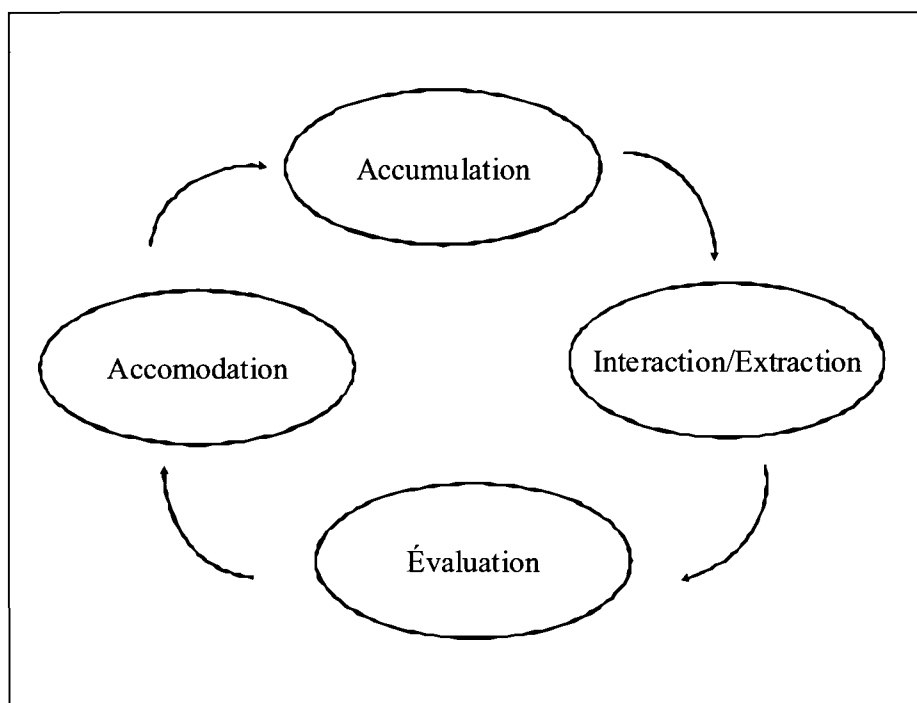 Accumulation
Accomodation
Interaction/Extraction
Évaluation